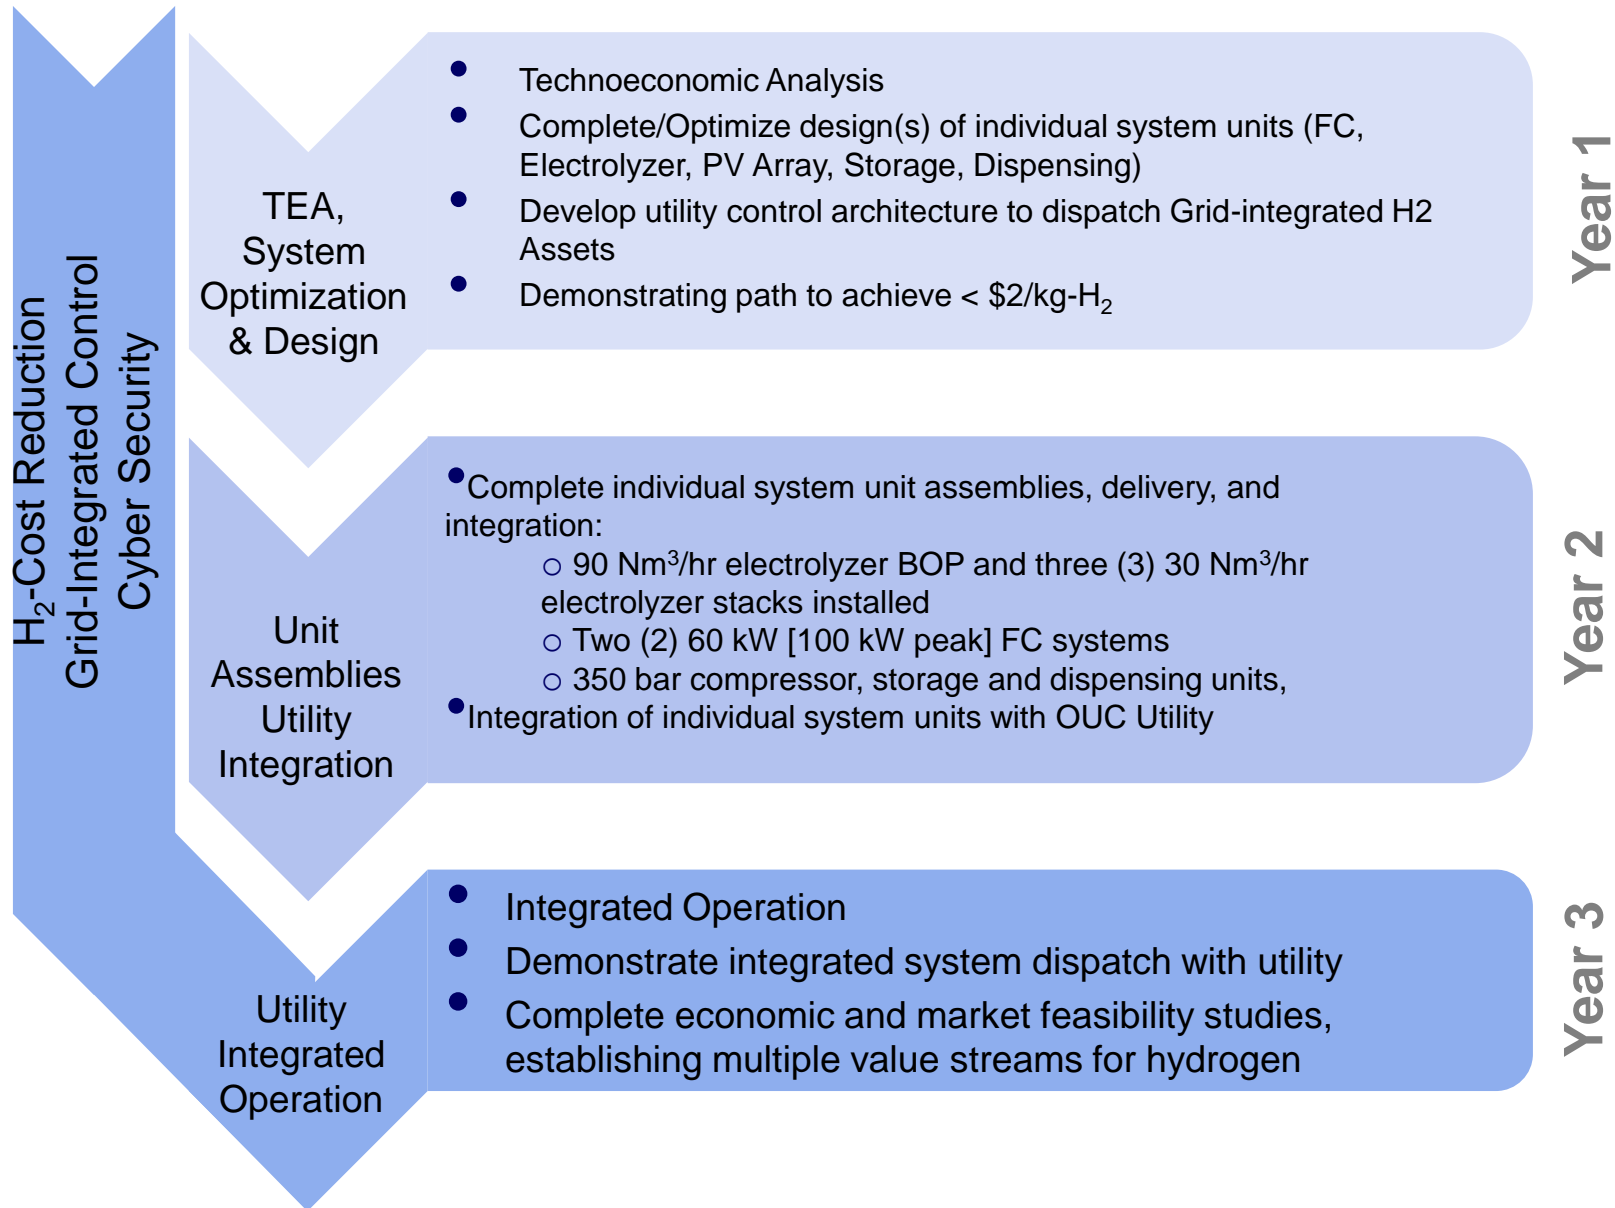 H₂-Cost Reduction
Grid-Integrated Control
Cyber Security
TEA,
System
Optimization
& Design
• Technoeconomic Analysis
• Complete/Optimize design(s) of individual system units (FC,
Electrolyzer, PV Array, Storage, Dispensing)
• Develop utility control architecture to dispatch Grid-integrated H2
Assets
• Demonstrating path to achieve < $2/kg-H₂
Year 1
Unit
Assemblies
Utility
Integration
•Complete individual system unit assemblies, delivery, and
integration:
○ 90 Nm³/hr electrolyzer BOP and three (3) 30 Nm³/hr
electrolyzer stacks installed
○ Two (2) 60 kW [100 kW peak] FC systems
○ 350 bar compressor, storage and dispensing units,
•Integration of individual system units with OUC Utility
Year 2
Utility
Integrated
Operation
• Integrated Operation
• Demonstrate integrated system dispatch with utility
• Complete economic and market feasibility studies,
establishing multiple value streams for hydrogen
Year 3